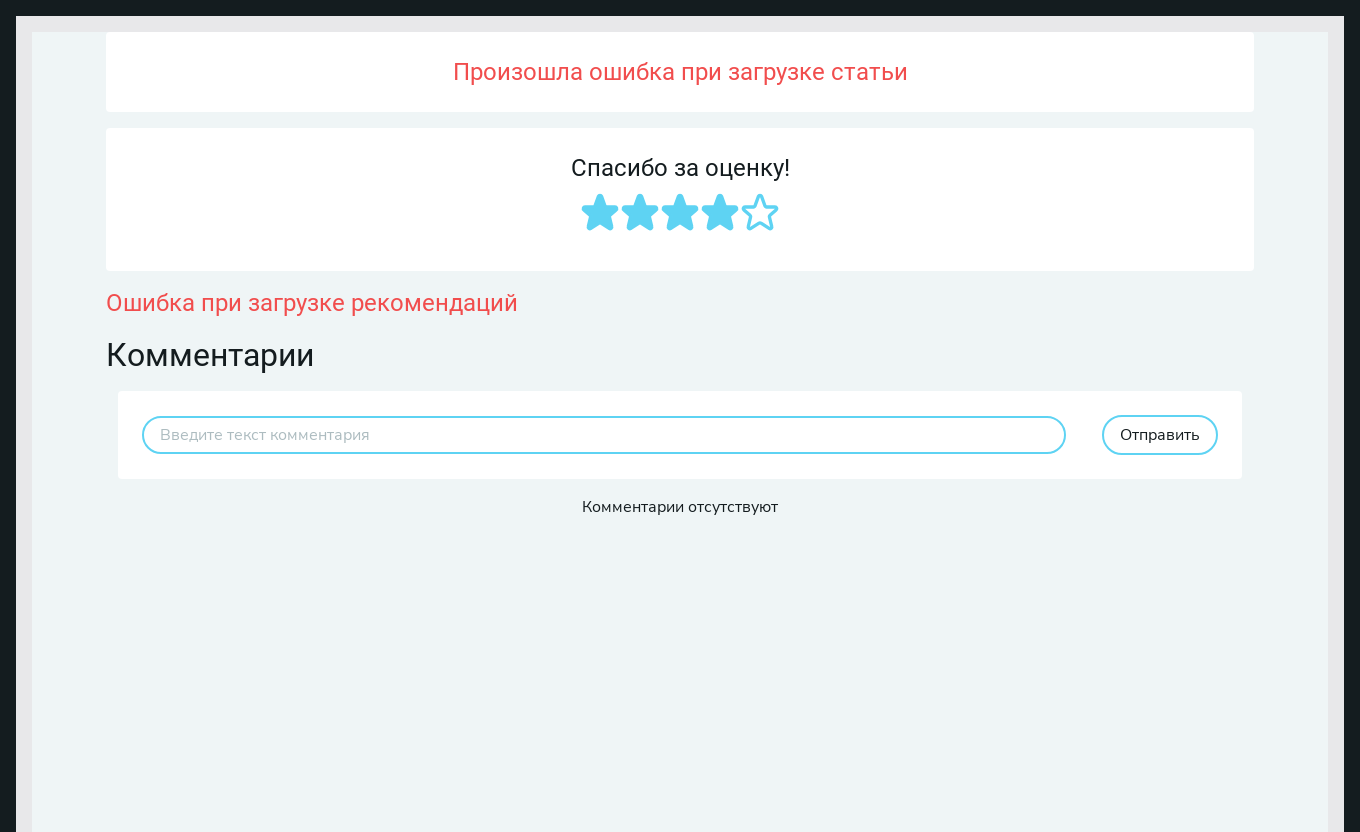 Произошла ошибка при загрузке статьи
Спасибо за оценку!
Ошибка при загрузке рекомендаций
Комментарии
Введите текст комментария
Отправить
Комментарии отсутствуют